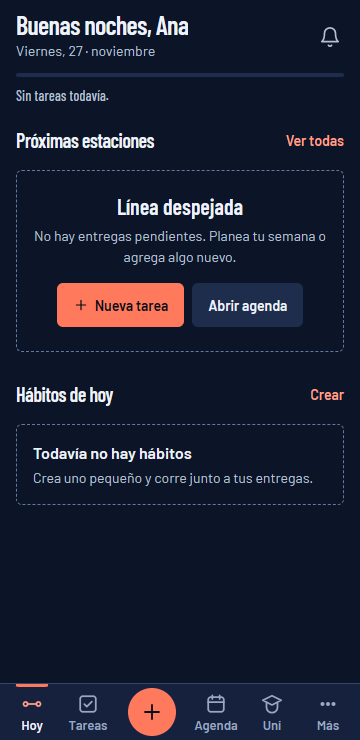 Buenas noches, Ana
Viernes, 27 · noviembre
Sin tareas todavía.
Próximas estaciones
Ver todas
Línea despejada
No hay entregas pendientes. Planea tu semana o
agrega algo nuevo.
+ Nueva tarea
Abrir agenda
Hábitos de hoy
Crear
Todavía no hay hábitos
Crea uno pequeño y corre junto a tus entregas.
Hoy
Tareas
Agenda
Uni
Más